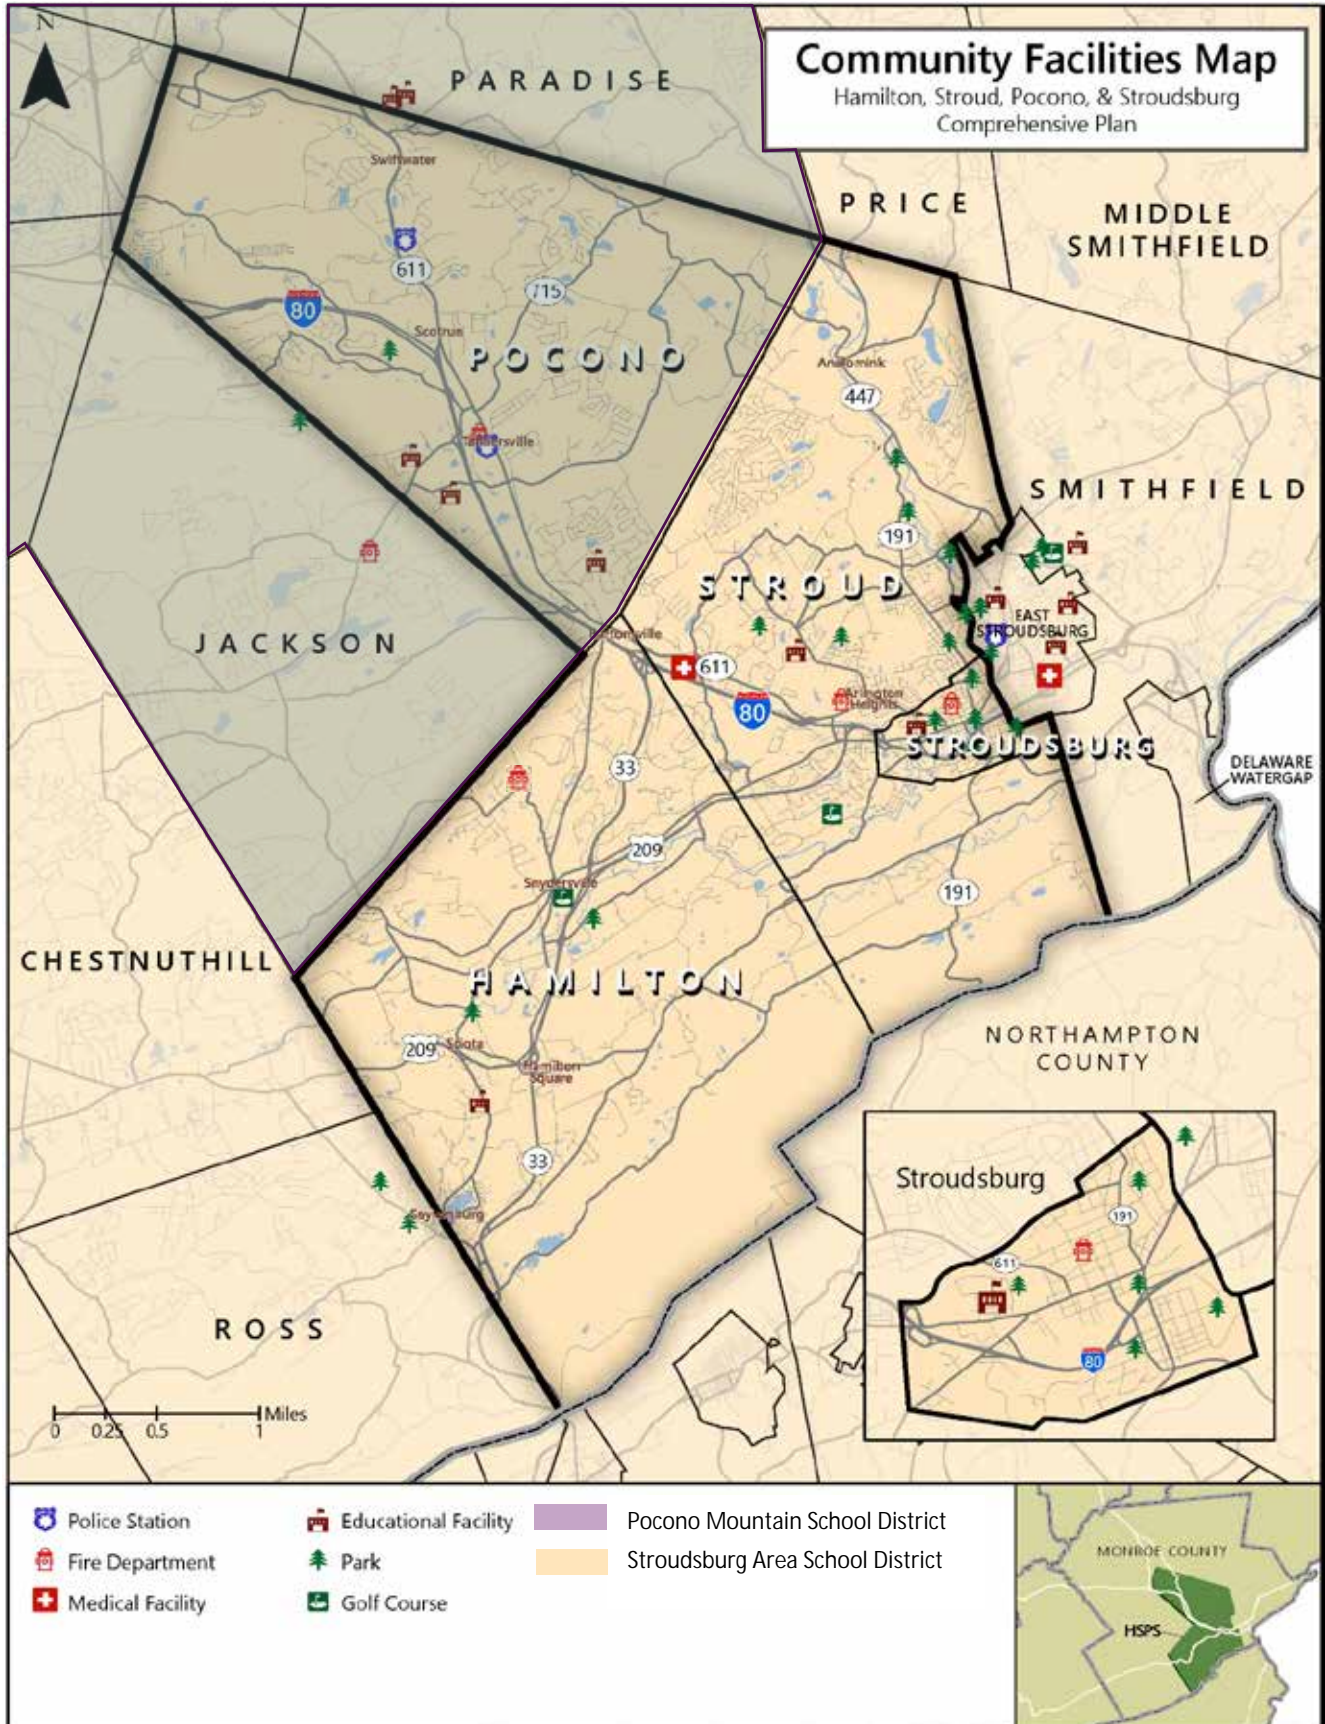 N
Community Facilities Map
Hamilton, Stroud, Pocono, & Stroudsburg
Comprehensive Plan
PARADISE
Swiftwater
PRICE
MIDDLE
SMITHFIELD
611
715
80
Scotrun
POCONO
Analomink
447
Tannersville
SMITHFIELD
191
STROUD
JACKSON
EAST
STROUDSBURG
611
80
Arlington
Heights
STROUDSBURG
33
DELAWARE
WATERGAP
209
Snydersville
191
CHESTNUTHILL
HAMILTON
NORTHAMPTON
COUNTY
209
Sciota
Hamilton
Square
33
Stroudsburg
191
611
80
Saylorsburg
ROSS
Miles
0 0.25 0.5 1
Police Station
Fire Department
Medical Facility
Educational Facility
Park
Golf Course
Pocono Mountain School District
Stroudsburg Area School District
MONROE COUNTY
HSPS